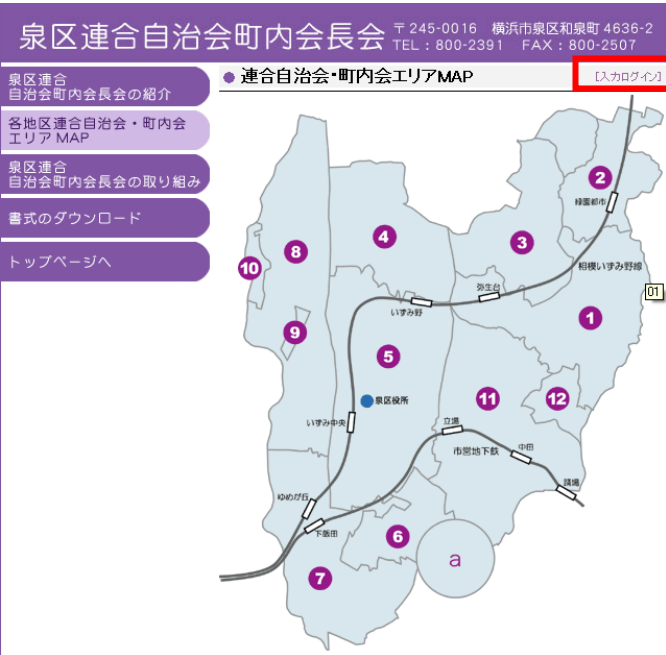 泉区連合自治会町内会長会
〒245-0016 横浜市泉区和泉町4636-2
TEL:800-2391 FAX:800-2507
泉区連合
自治会町内会長会の紹介
各地区連合自治会・町内会
エリアMAP
泉区連合
自治会町内会長会の取り組み
書式のダウンロード
トップページへ
● 連合自治会・町内会エリアMAP
[入力ログイン]
2
緑園都市
4
3
8
10
相模いずみ野線
弥生台
01
いずみ野
1
9
5
泉区役所
11
12
いずみ中央
立場
市営地下鉄
中田
踊場
ゆめが丘
下飯田
6
a
7